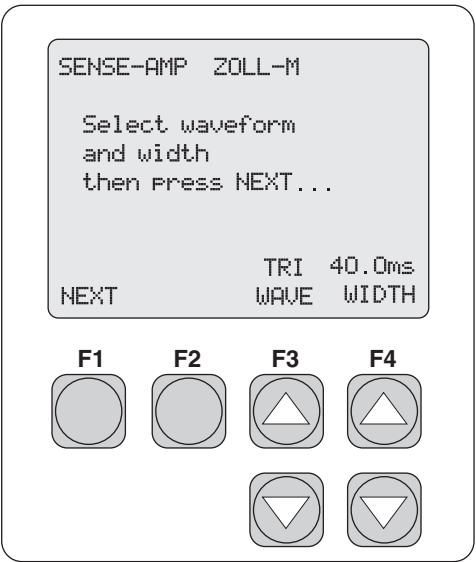 SENSE-AMP ZOLL-M
Select waveform
and width
then press NEXT...
TRI 40.0ms
NEXT WAVE WIDTH
F1 F2 F3 F4